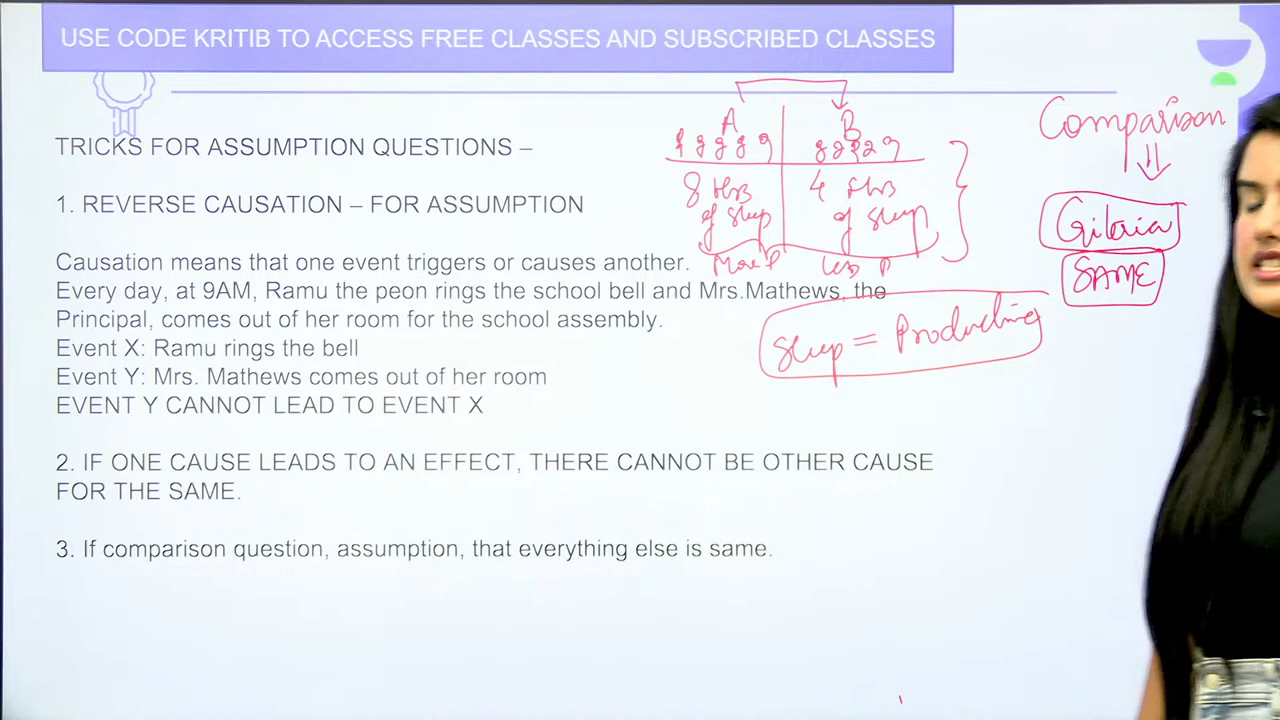 USE CODE KRITIB TO ACCESS FREE CLASSES AND SUBSCRIBED CLASSES
TRICKS FOR ASSUMPTION QUESTIONS –
1. REVERSE CAUSATION – FOR ASSUMPTION
Causation means that one event triggers or causes another.
Every day, at 9AM, Ramu the peon rings the school bell and Mrs.Mathews, the
Principal, comes out of her room for the school assembly.
Event X: Ramu rings the bell
Event Y: Mrs. Mathews comes out of her room
EVENT Y CANNOT LEAD TO EVENT X
2. IF ONE CAUSE LEADS TO AN EFFECT, THERE CANNOT BE OTHER CAUSE
FOR THE SAME.
3. If comparison question, assumption, that everything else is same.
A B
8 Hrs 4 Hrs
of sleep of sleep
More P less P
sleep =
Comparison
Criteria
SAME